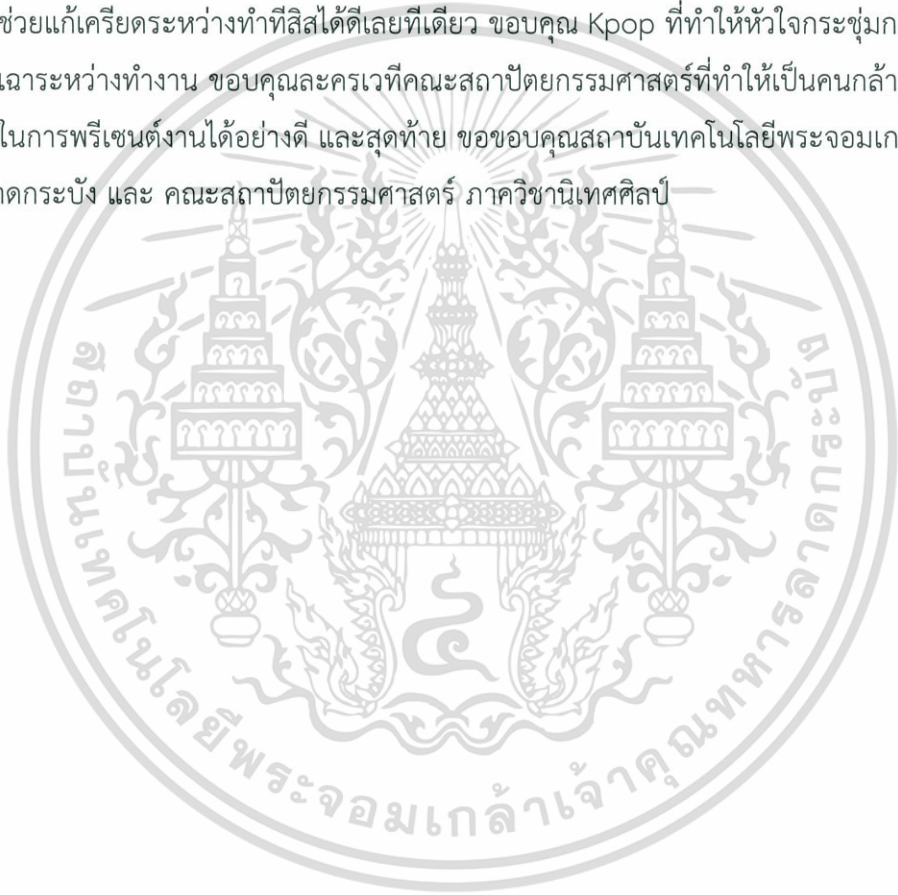 ช่วยแก้เครียดระหว่างทำทีสิสได้ดีเลยทีเดียว ขอบคุณ Kpop ที่ทำให้หัวใจกระชุ่มก
เฉาระหว่างทำงาน ขอบคุณละครเวทีคณะสถาปัตยกรรมศาสตร์ที่ทำให้เป็นคนกล้า
ในการพรีเซนต์งานได้อย่างดี และสุดท้าย ขอขอบคุณสถาบันเทคโนโลยีพระจอมเก
าดกระบัง และ คณะสถาปัตยกรรมศาสตร์ ภาควิชานิเทศศิลป์
สถาบันเทคโนโลยีพระจอมเกล้าเจ้าคุณทหารลาดกระบัง
๔